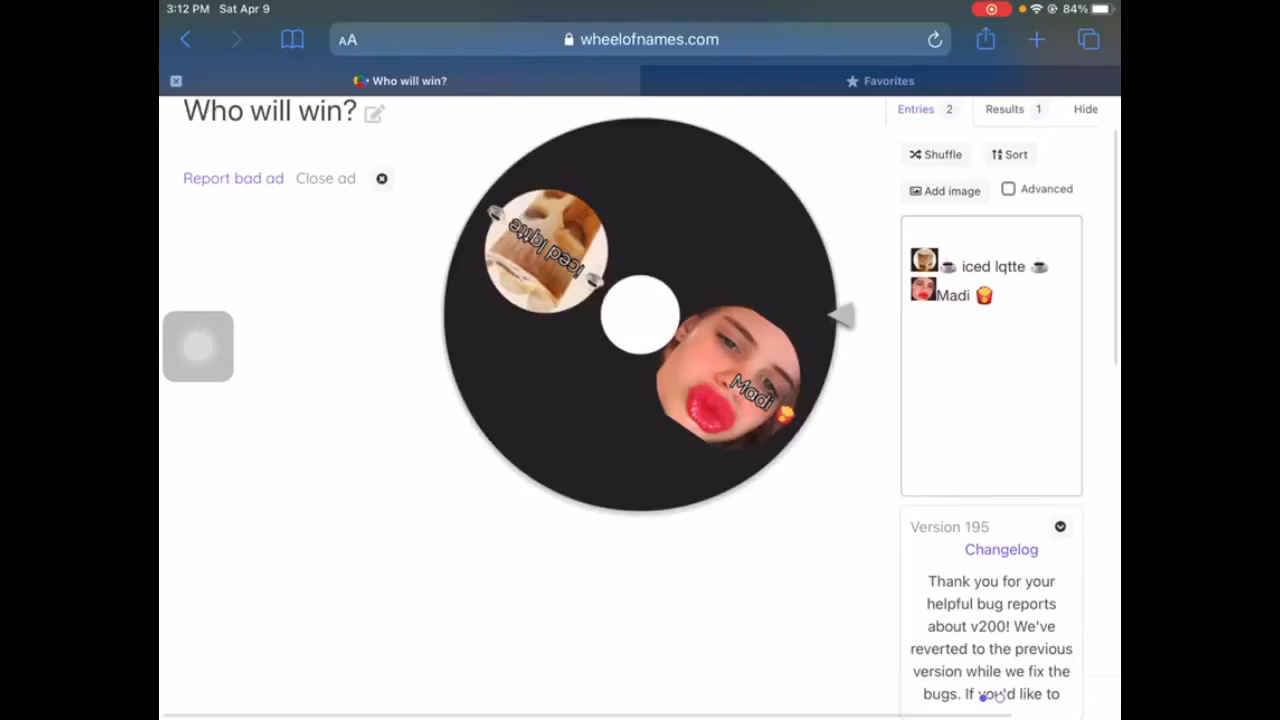 3:12 PM Sat Apr 9
84%
AA
wheelofnames.com
Who will win?
Favorites
Who will win?
Entries 2
Results 1
Hide
Report bad ad
Close ad
Shuffle
Sort
Add image
Advanced
iced lqtte
Madi
☕ iced lqtte ☕
Madi 🍟
Version 195
Changelog
Thank you for your
helpful bug reports
about v200! We've
reverted to the previous
version while we fix the
bugs. If you'd like to